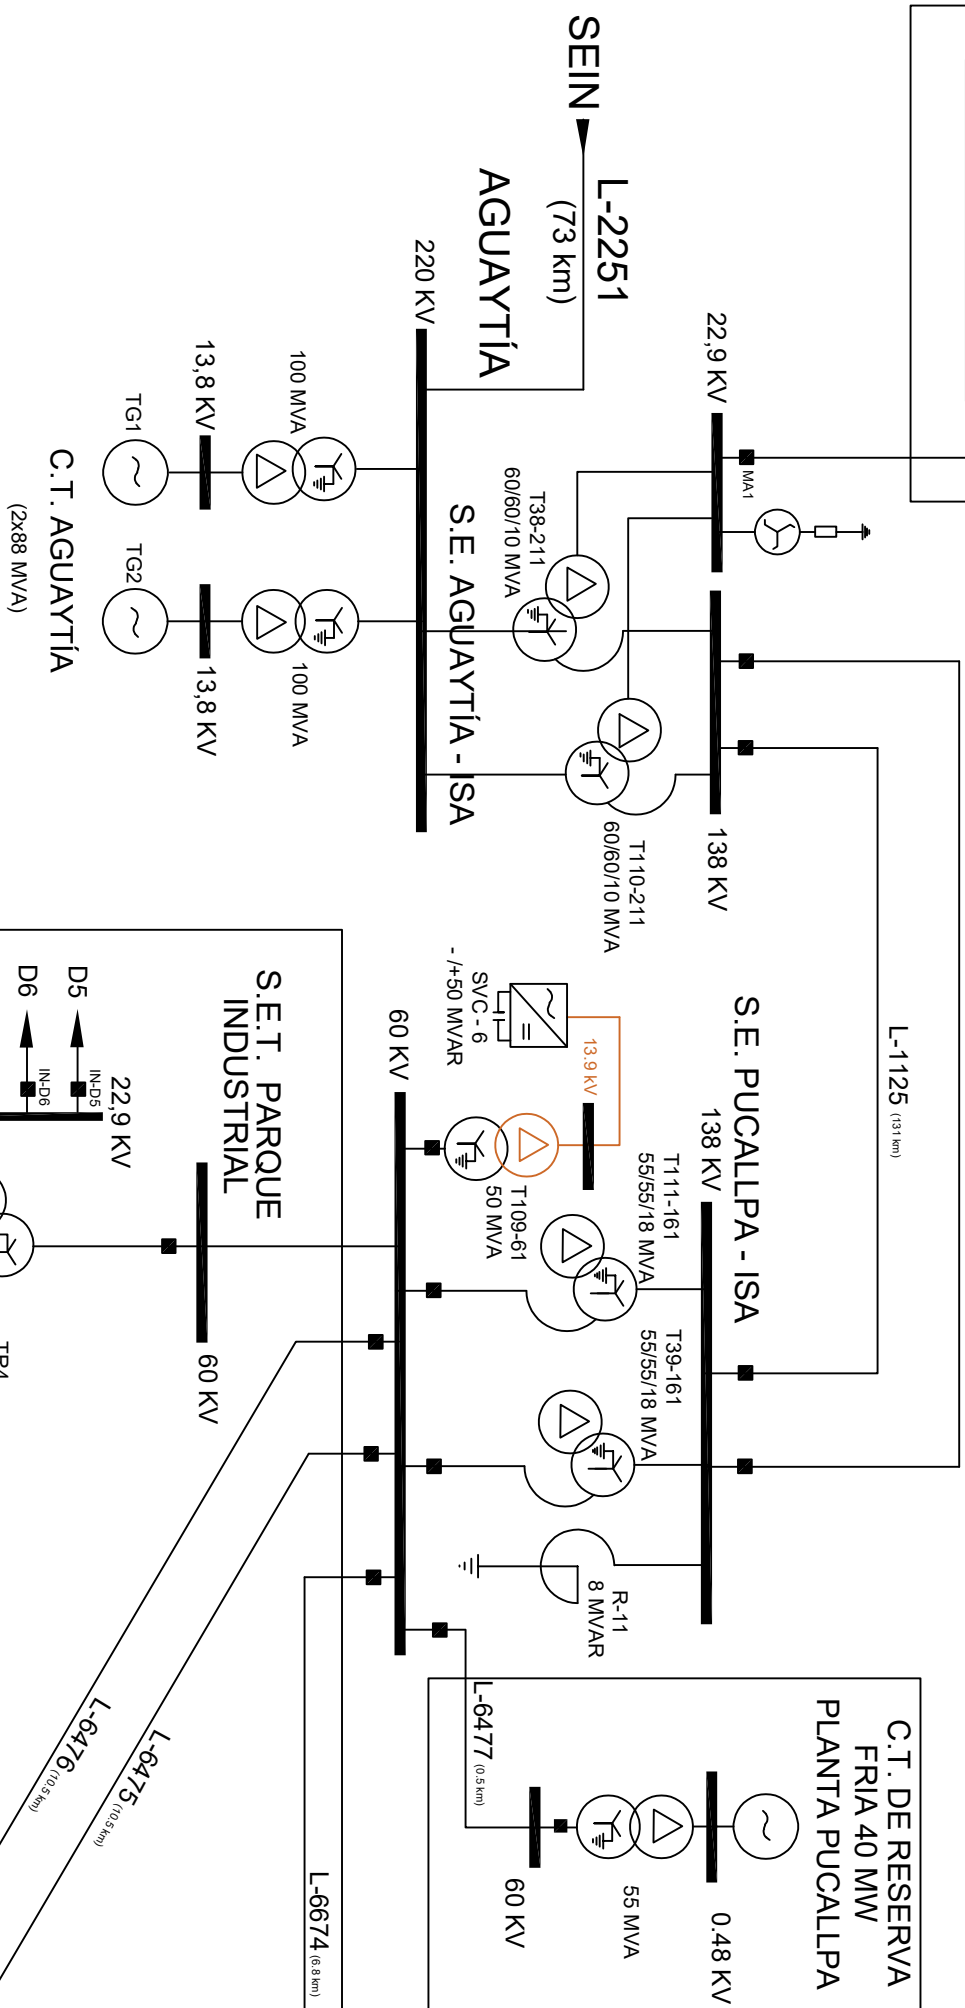 SEIN
L-2251
(73 km)
AGUAYTÍA
220 KV
22,9 KV
MA1
T38-211
60/60/10 MVA
S.E. AGUAYTÍA - ISA
138 KV
T110-211
60/60/10 MVA
100 MVA
13,8 KV
TG1
100 MVA
13,8 KV
TG2
C.T. AGUAYTÍA
(2x88 MVA)
L-1125 (131 km)
S.E. PUCALLPA - ISA
138 KV
T111-161
55/55/18 MVA
T39-161
55/55/18 MVA
R-11
8 MVAR
13.9 kV
SVC - 6
- /+50 MVAR
T109-61
50 MVA
60 KV
S.E.T. PARQUE
INDUSTRIAL
60 KV
22,9 KV
D5
IN-D5
D6
IN-D6
L-6476 (10.5 km)
L-6475 (10.5 km)
L-6674 (6.8 km)
L-6477 (0.5 km)
C.T. DE RESERVA
FRIA 40 MW
PLANTA PUCALLPA
0.48 KV
55 MVA
60 KV